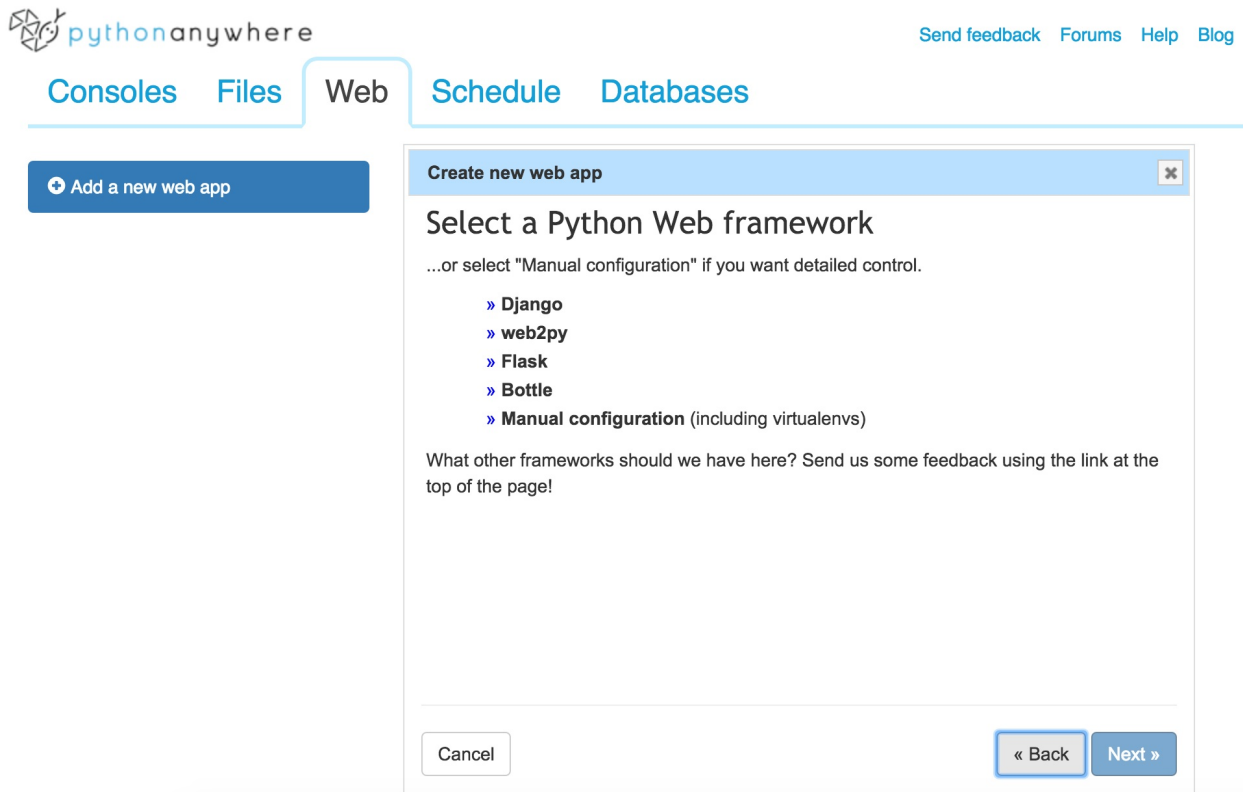 pythonanywhere
Send feedback Forums Help Blog
Consoles Files Web Schedule Databases
Add a new web app
Create new web app
Select a Python Web framework
...or select "Manual configuration" if you want detailed control.
» Django
» web2py
» Flask
» Bottle
» Manual configuration (including virtualenvs)
What other frameworks should we have here? Send us some feedback using the link at the
top of the page!
Cancel « Back Next »